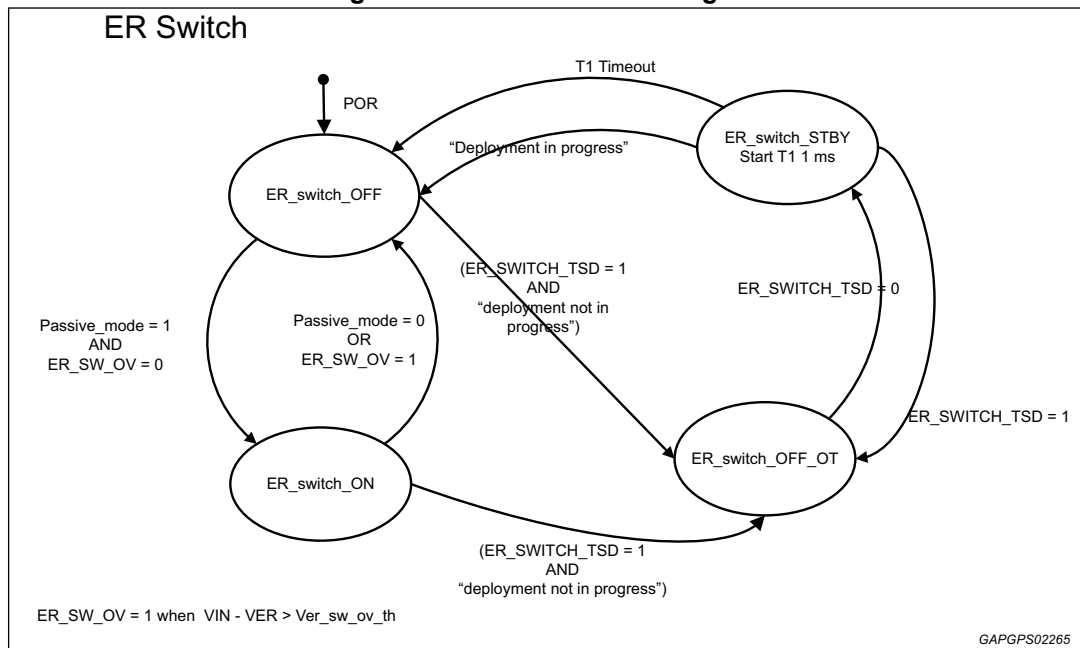 ER Switch
T1 Timeout
POR
ER_switch_STBY
Start T1 1 ms
“Deployment in progress”
ER_switch_OFF
(ER_SWITCH_TSD = 1
AND
“deployment not in
progress”)
ER_SWITCH_TSD = 0
Passive_mode = 1
AND
ER_SW_OV = 0
Passive_mode = 0
OR
ER_SW_OV = 1
ER_SWITCH_TSD = 1
ER_switch_OFF_OT
ER_switch_ON
(ER_SWITCH_TSD = 1
AND
“deployment not in progress”)
ER_SW_OV = 1 when VIN - VER > Ver_sw_ov_th
GAPGPS02265